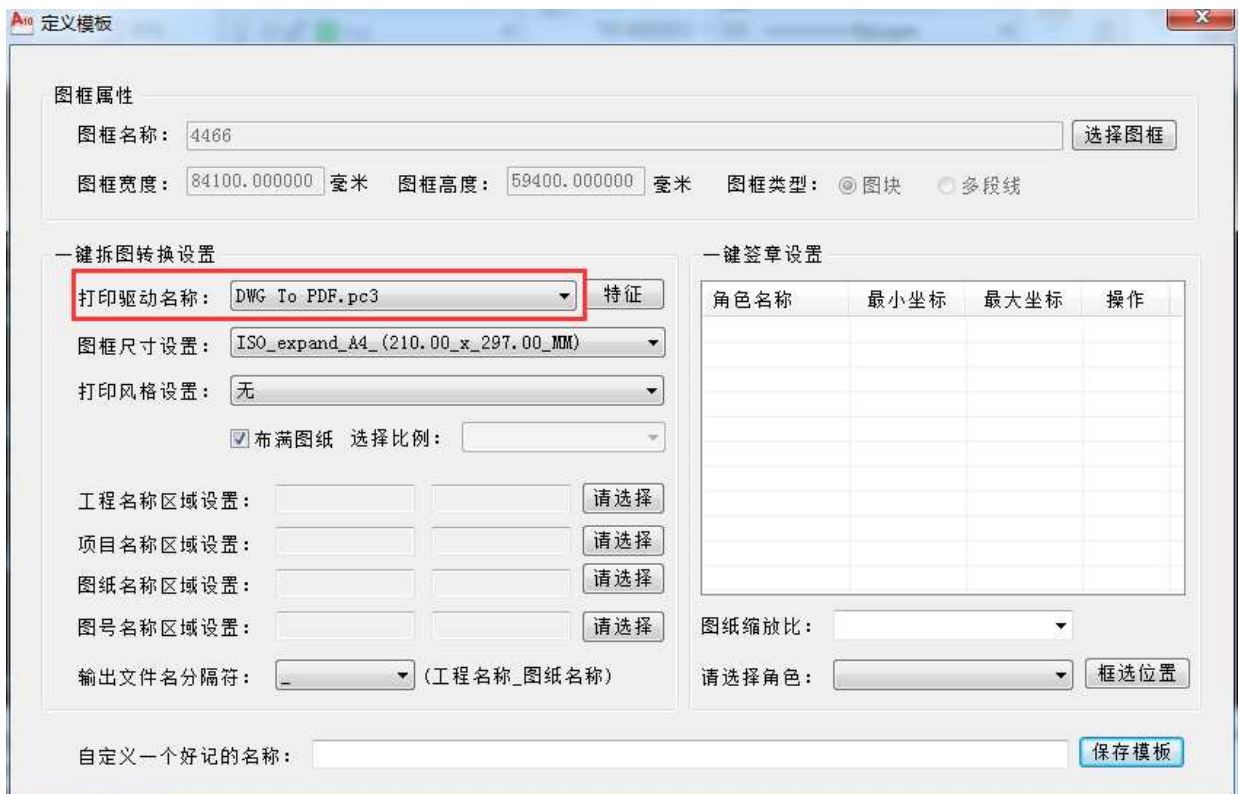 A10 定义模板
图框属性
图框名称： 4466 选择图框
图框宽度： 84100.000000 毫米 图框高度： 59400.000000 毫米 图框类型： 图块 多段线
一键拆图转换设置
打印驱动名称： DWG To PDF.pc3 特征
图框尺寸设置： ISO_expand_A4_(210.00_x_297.00_MM)
打印风格设置： 无
布满图纸 选择比例：
工程名称区域设置： 请选择
项目名称区域设置： 请选择
图纸名称区域设置： 请选择
图号名称区域设置： 请选择
输出文件名分隔符： _ (工程名称_图纸名称)
一键签章设置
角色名称 最小坐标 最大坐标 操作
图纸缩放比：
请选择角色： 框选位置
自定义一个好记的名称： 保存模板